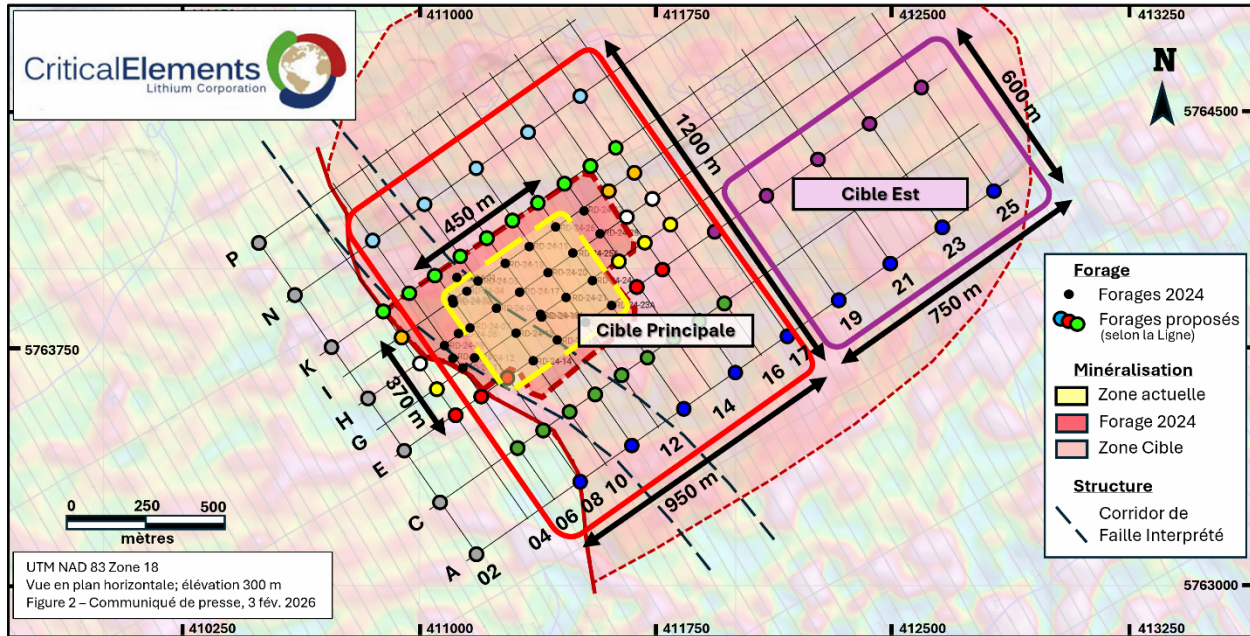 411000
411750
412500
413250
CriticalElements
Lithium Corporation
N
5764500
600 m
1200 m
Cible Est
450 m
25
23
21
19
750 m
P
N
K
I
H
G
E
C
A
Cible Principale
370 m
17
16
14
12
10
08
06
04
02
950 m
5763750
5763750
Forage
Forages 2024
Forages proposés
(selon la Ligne)
Minéralisation
Zone actuelle
Forage 2024
Zone Cible
Structure
Corridor de
Faille Interprété
0 250 500
mètres
UTM NAD 83 Zone 18
Vue en plan horizontale; élévation 300 m
Figure 2 – Communiqué de presse, 3 fév. 2026
5763000
410250
411000
411750
412500
413250